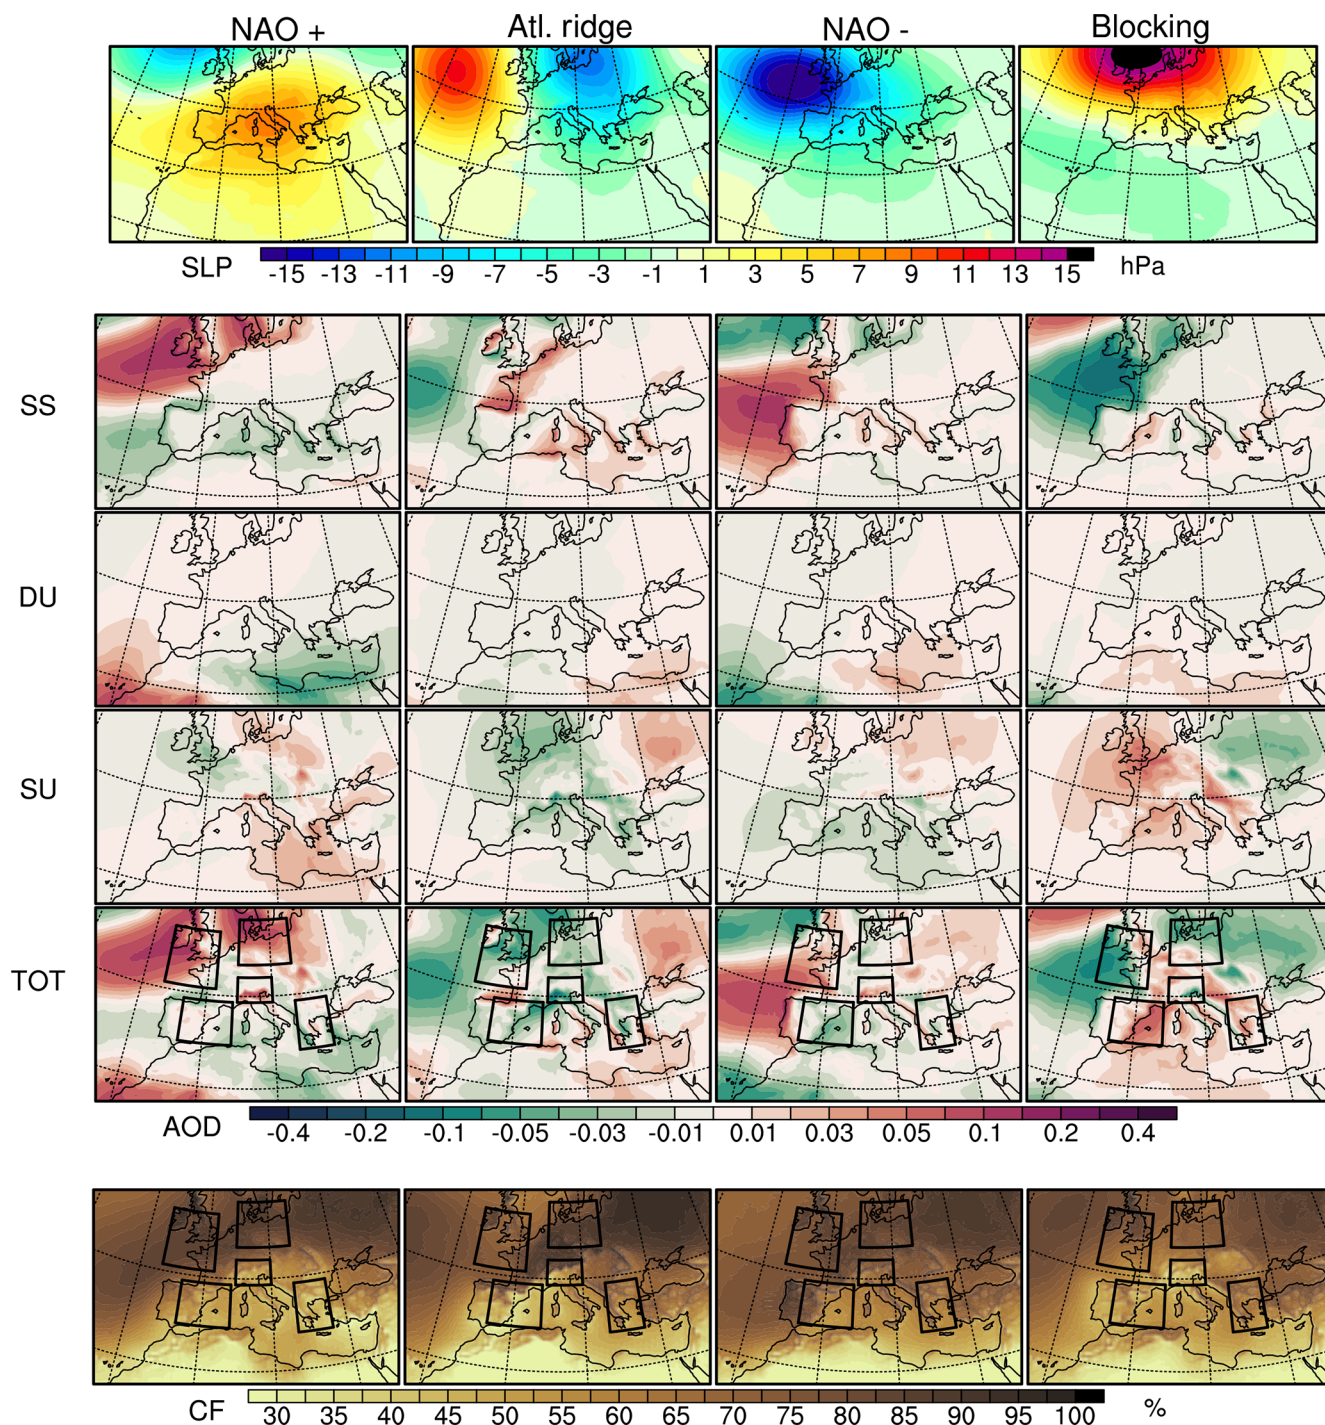 NAO + Atl. ridge NAO - Blocking
SLP -15 -13 -11 -9 -7 -5 -3 -1 1 3 5 7 9 11 13 15 hPa
SS
DU
SU
TOT
AOD -0.4 -0.2 -0.1 -0.05 -0.03 -0.01 0.01 0.03 0.05 0.1 0.2 0.4
CF 30 35 40 45 50 55 60 65 70 75 80 85 90 95 100 %